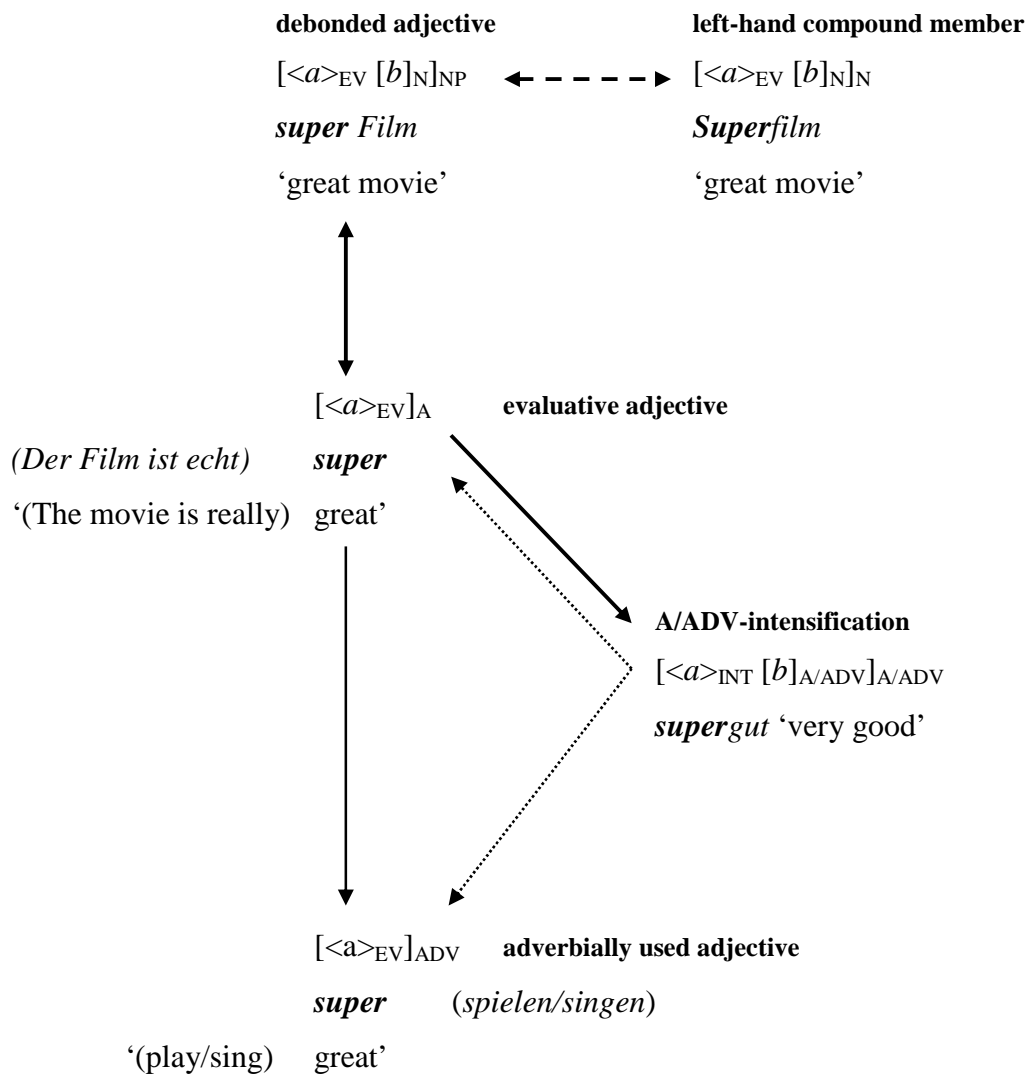 debonded adjective left-hand compound member
[<a>EV [b]N]NP [<a>EV [b]N]N
super Film Superfilm
‘great movie’ ‘great movie’
[<a>EV]A evaluative adjective
(Der Film ist echt) super
‘(The movie is really) great’
A/ADV-intensification
[<a>INT [b]A/ADV]A/ADV
supergut ‘very good’
[<a>EV]ADV adverbially used adjective
super (spielen/singen)
‘(play/sing) great’